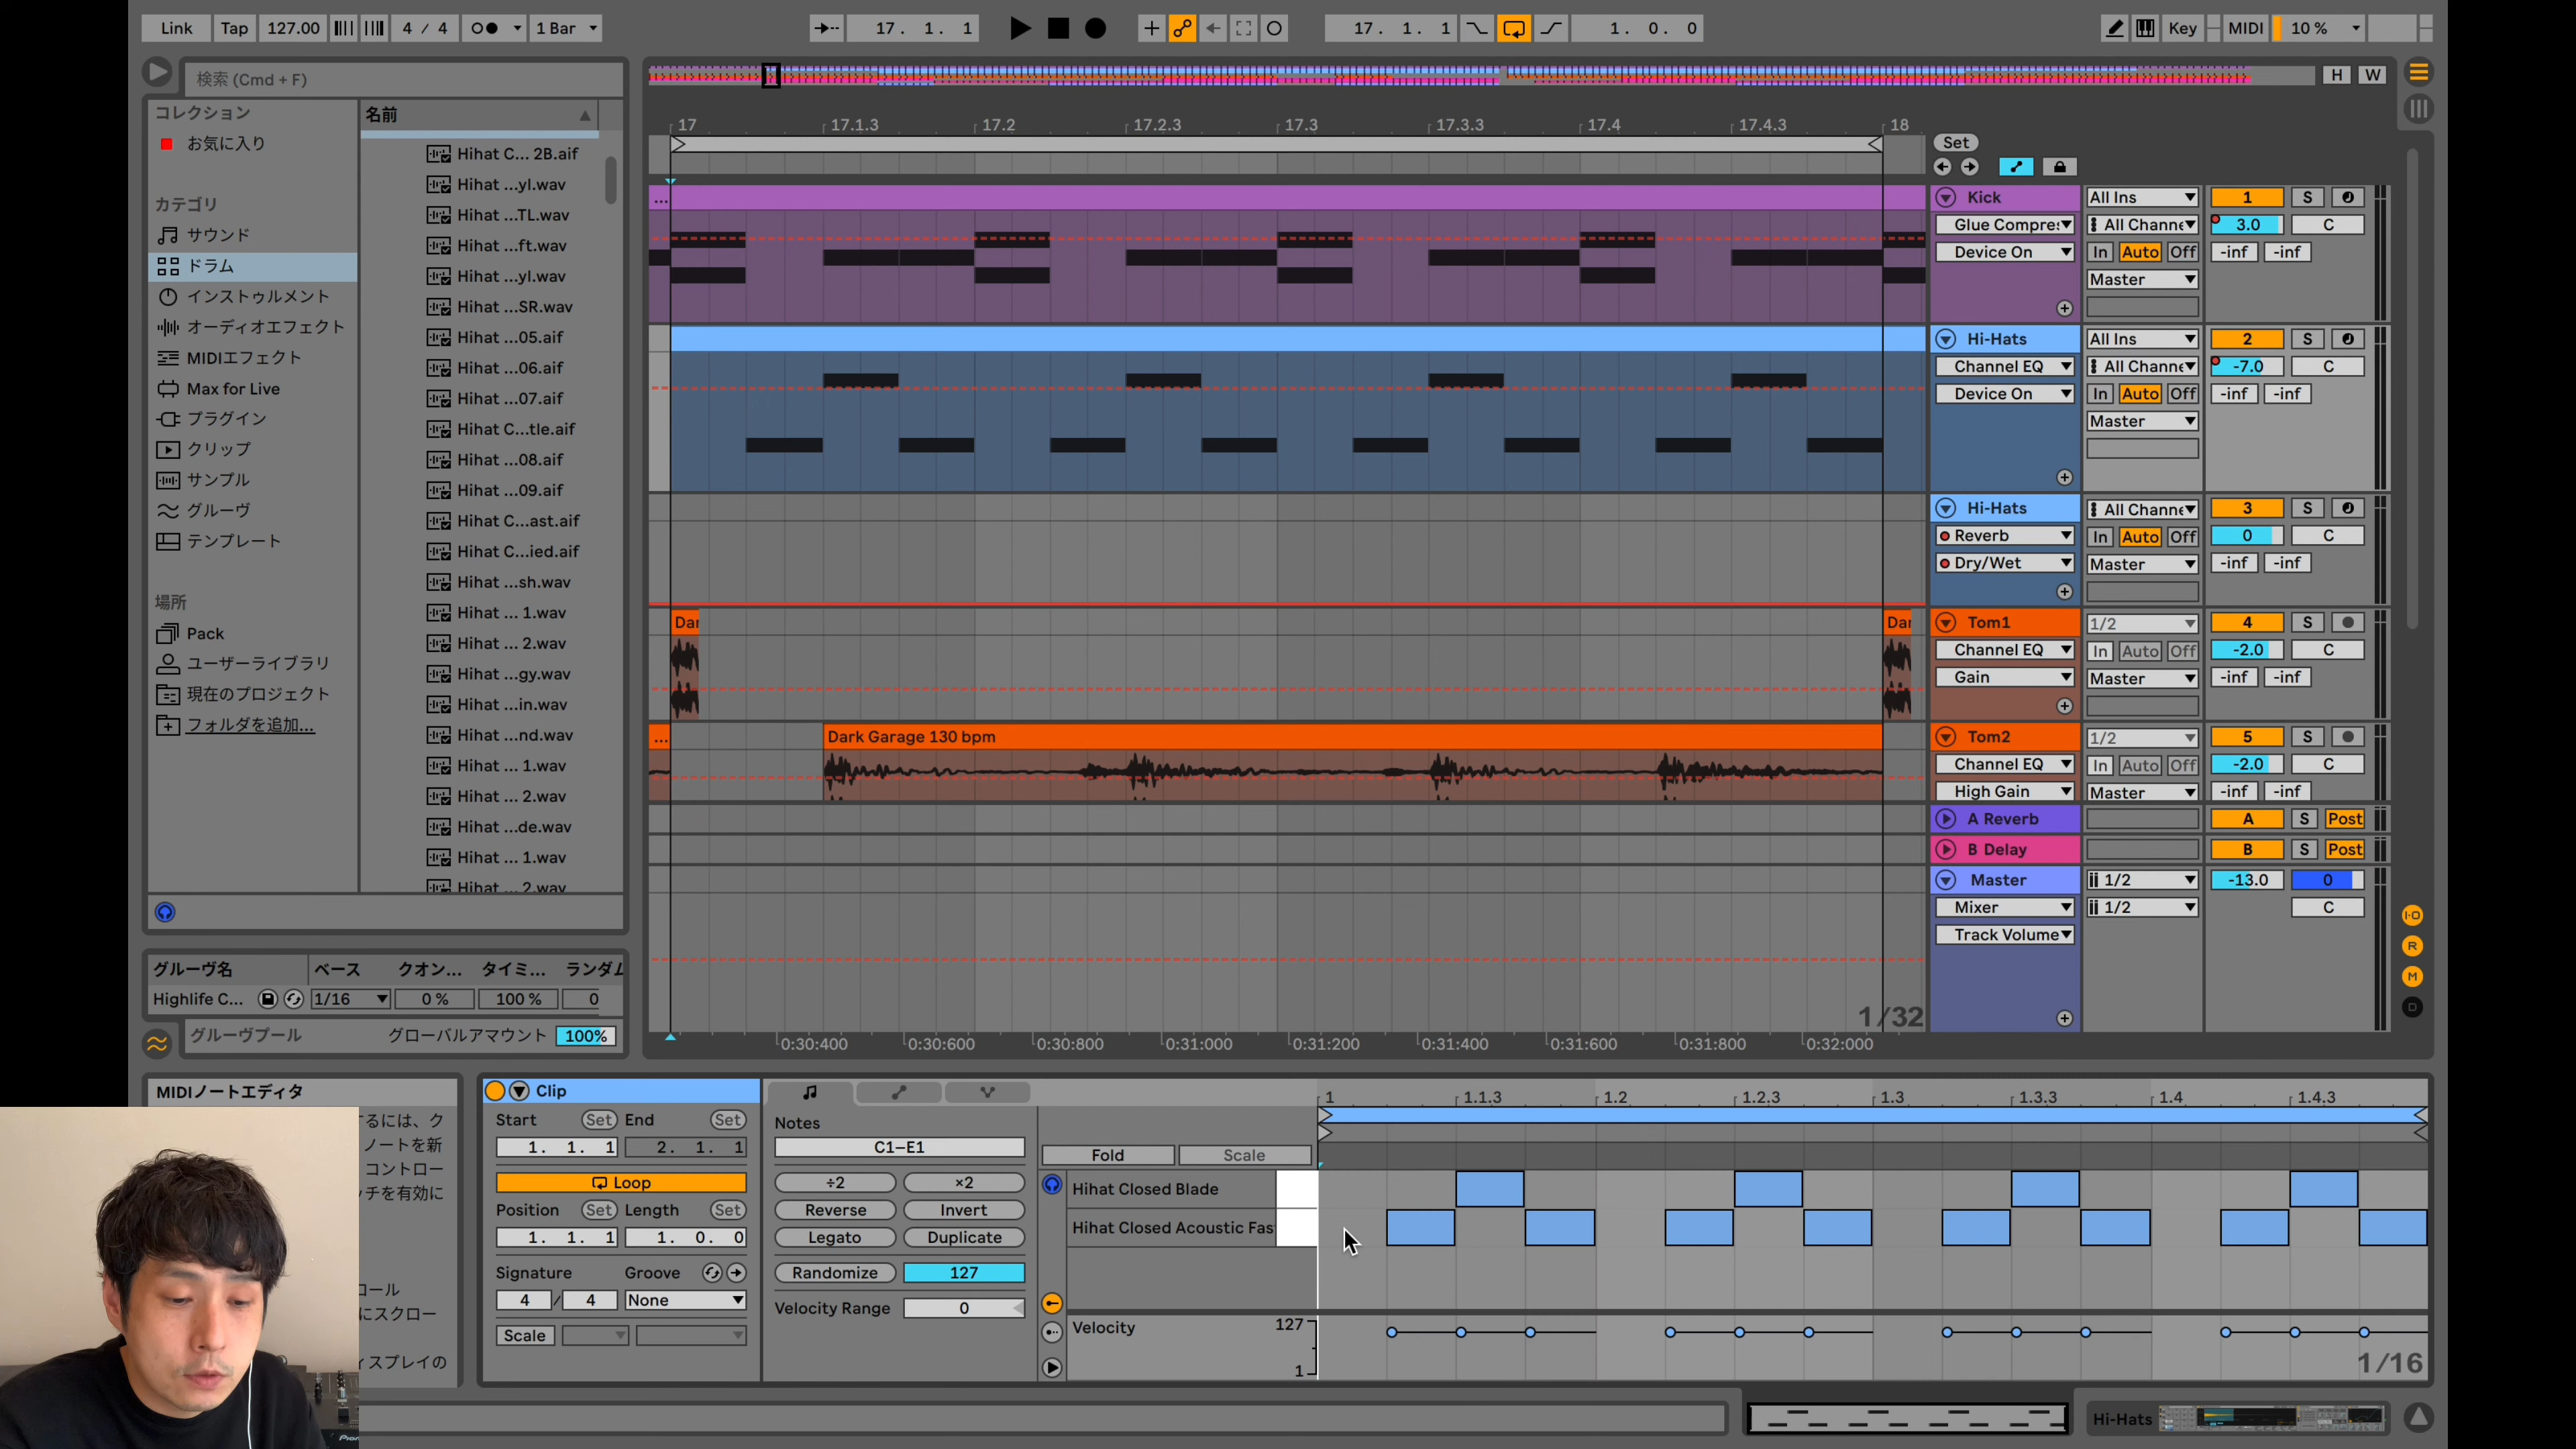 Link Tap 127.00 4 / 4 1 Bar 17. 1. 1 17. 1. 1 1. 0. 0 Key MIDI 10 %
検索 (Cmd + F)
H W
コレクション
お気に入り
カテゴリ
サウンド
ドラム
インストゥルメント
オーディオエフェクト
MIDIエフェクト
Max for Live
プラグイン
クリップ
サンプル
グルーヴ
テンプレート
場所
Pack
ユーザーライブラリ
現在のプロジェクト
フォルダを追加...
名前
Hihat C... 2B.aif
Hihat ...yl.wav
Hihat ...TL.wav
Hihat ...ft.wav
Hihat ...yl.wav
Hihat ...SR.wav
Hihat ...05.aif
Hihat ...06.aif
Hihat ...07.aif
Hihat C...tle.aif
Hihat ...08.aif
Hihat ...09.aif
Hihat C...ast.aif
Hihat C...ied.aif
Hihat ...sh.wav
Hihat ... 1.wav
Hihat ... 2.wav
Hihat ...gy.wav
Hihat ...in.wav
Hihat ...nd.wav
Hihat ... 1.wav
Hihat ... 2.wav
Hihat ...de.wav
Hihat ... 1.wav
Hihat ... 2.wav
17 17.1.3 17.2 17.2.3 17.3 17.3.3 17.4 17.4.3 18
Set
...
Kick All Ins 1 S
Glue Compres All Channe 3.0 C
Device On In Auto Off -inf -inf
Master
Hi-Hats All Ins 2 S
Channel EQ All Channe -7.0 C
Device On In Auto Off -inf -inf
Master
Hi-Hats All Channe 3 S
Reverb In Auto Off 0 C
Dry/Wet Master -inf -inf
Dar Dar
Tom1 1/2 4 S
Channel EQ In Auto Off -2.0 C
Gain Master -inf -inf
... Dark Garage 130 bpm
Tom2 1/2 5 S
Channel EQ In Auto Off -2.0 C
High Gain Master -inf -inf
A Reverb A S Post
B Delay B S Post
Master 1/2 -13.0 0
Mixer 1/2 C
Track Volume
I·O
R
M
D
1/32
0:30:400 0:30:600 0:30:800 0:31:000 0:31:200 0:31:400 0:31:600 0:31:800 0:32:000
グルーヴ名 ベース クオン... タイミ... ランダム
Highlife C... 1/16 0 % 100 % 0
グルーヴプール グローバルアマウント 100%
MIDIノートエディタ
するには、ク
ノートを新
コントロー
チを有効に
ロール
にスクロー
ィスプレイの
Clip
Start Set End Set
1. 1. 1 2. 1. 1
Loop
Position Set Length Set
1. 1. 1 1. 0. 0
Signature Groove
4 / 4 None
Scale
Notes
C1–E1
÷2 ×2
Reverse Invert
Legato Duplicate
Randomize 127
Velocity Range 0
1 1.1.3 1.2 1.2.3 1.3 1.3.3 1.4 1.4.3
Fold Scale
Hihat Closed Blade
Hihat Closed Acoustic Fas
Velocity 127
1
1/16
Hi-Hats